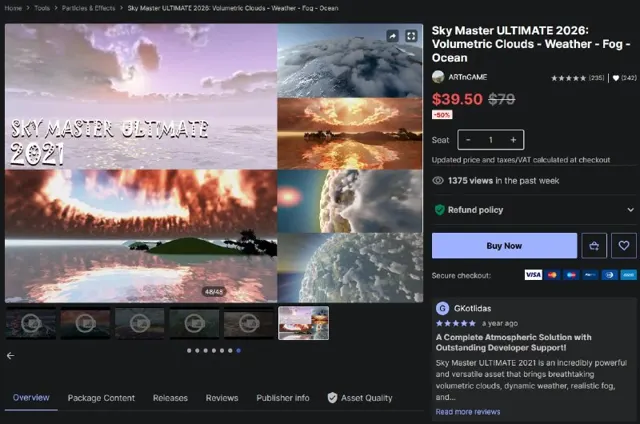 Home > Tools > Particles & Effects > Sky Master ULTIMATE 2026: Volumetric Clouds - Weather - Fog - Ocean
SKY MASTER ULTIMATE
2021
48/48
Sky Master ULTIMATE 2026:
Volumetric Clouds - Weather - Fog -
Ocean
ARTnGAME
★★★★★ (235) | (242)
$39.50 $79
-50%
Seat - 1 +
Updated price and taxes/VAT calculated at checkout
1375 views in the past week
Refund policy
Buy Now
Secure checkout: VISA
G GKotlidas
★★★★★ a year ago
A Complete Atmospheric Solution with
Outstanding Developer Support!
Sky Master ULTIMATE 2021 is an incredibly powerful
and versatile asset that brings breathtaking
volumetric clouds, dynamic weather, realistic fog,
and...
Read more reviews
Overview Package Content Releases Reviews Publisher info Asset Quality